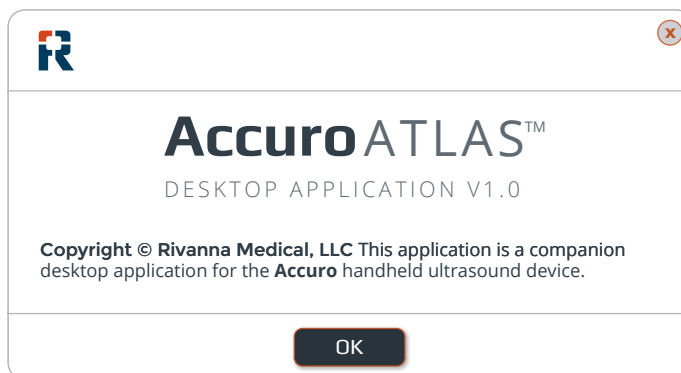 R
X
Accuro ATLAS™
DESKTOP APPLICATION V1.0
Copyright © Rivanna Medical, LLC This application is a companion
desktop application for the Accuro handheld ultrasound device.
OK